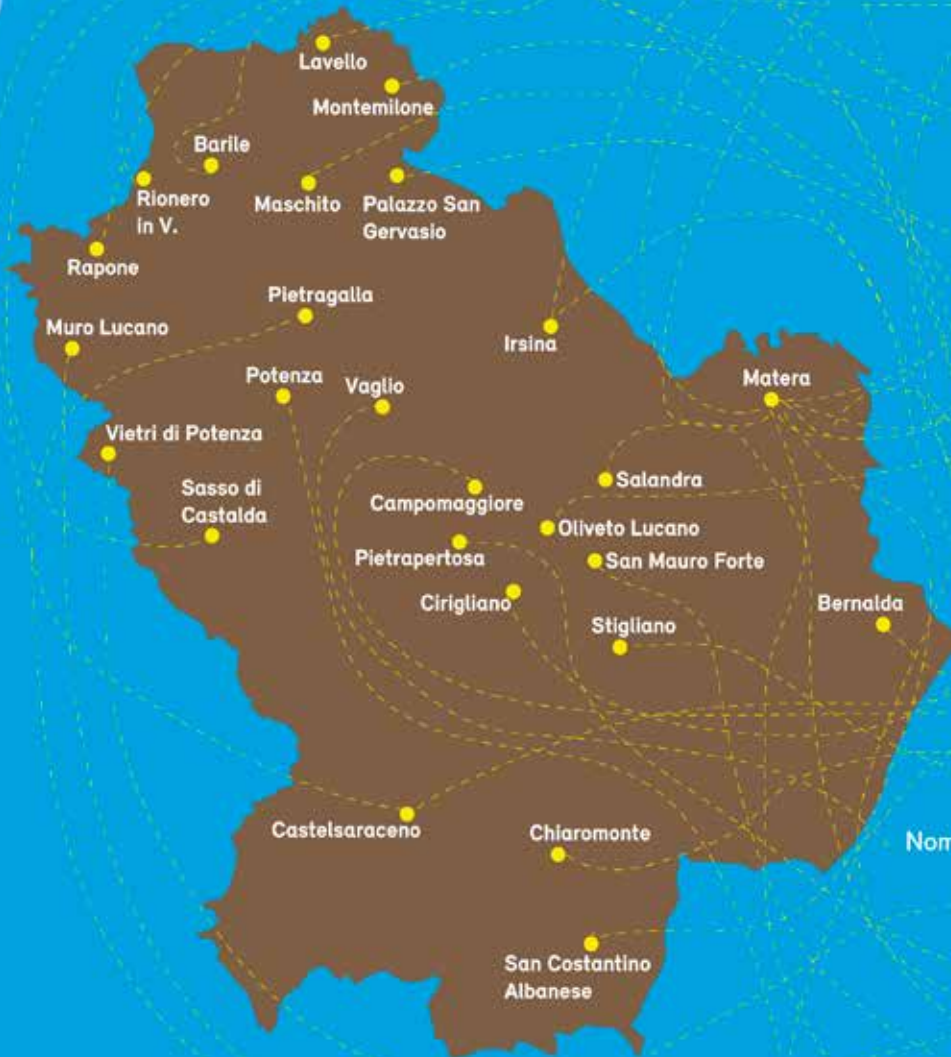 Lavello
Montemilone
Barile
Rionero
in V.
Maschito
Palazzo San
Gervasio
Rapone
Pietragalla
Muro Lucano
Irsina
Potenza
Vaglio
Matera
Vietri di Potenza
Sasso di
Castalda
Campomaggiore
Salandra
Oliveto Lucano
Pietrapertosa
San Mauro Forte
Cirigliano
Stigliano
Bernalda
Castelsaraceno
Chiaromonte
Nom
San Costantino
Albanese